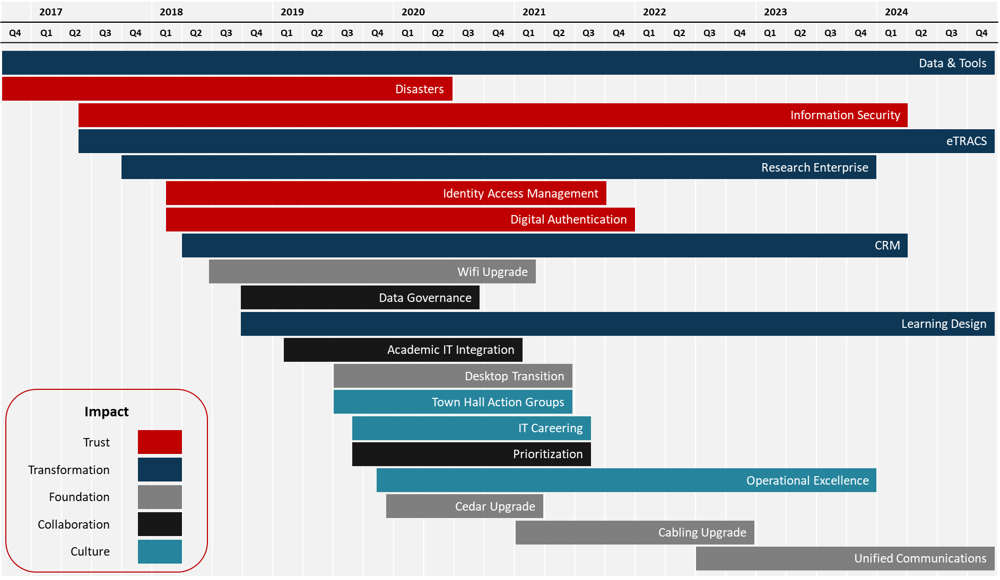 2017 2018 2019 2020 2021 2022 2023 2024
Q4 Q1 Q2 Q3 Q4 Q1 Q2 Q3 Q4 Q1 Q2 Q3 Q4 Q1 Q2 Q3 Q4 Q1 Q2 Q3 Q4 Q1 Q2 Q3 Q4 Q1 Q2 Q3 Q4 Q1 Q2 Q3 Q4
Data & Tools
Disasters
Information Security
eTRACS
Research Enterprise
Identity Access Management
Digital Authentication
CRM
Wifi Upgrade
Data Governance
Learning Design
Academic IT Integration
Desktop Transition
Town Hall Action Groups
IT Careering
Prioritization
Operational Excellence
Cedar Upgrade
Cabling Upgrade
Unified Communications
Impact
Trust
Transformation
Foundation
Collaboration
Culture